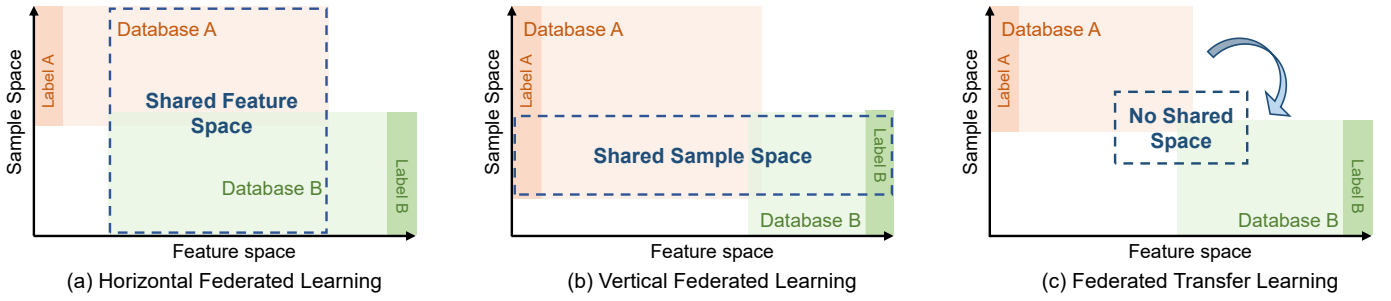 Sample Space
Label A
Database A
Shared Feature
Space
Database B
Label B
Feature space
(a) Horizontal Federated Learning
Sample Space
Label A
Database A
Shared Sample Space
Label B
Database B
Feature space
(b) Vertical Federated Learning
Sample Space
Label A
Database A
No Shared
Space
Database B
Label B
Feature space
(c) Federated Transfer Learning